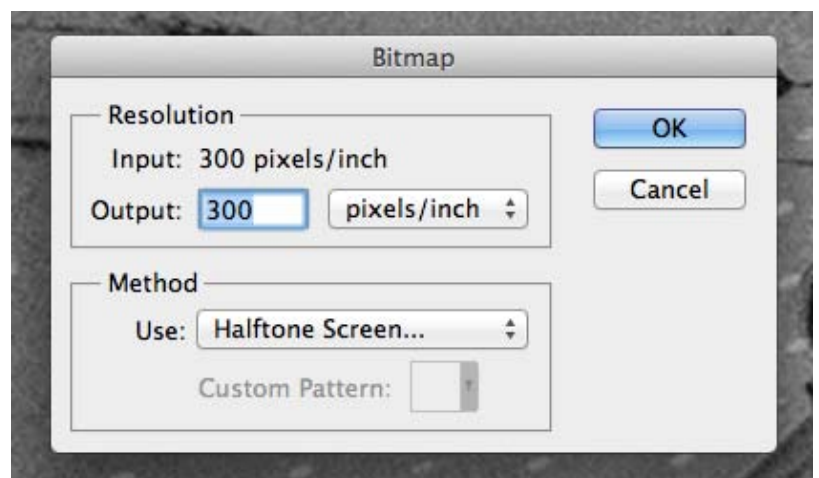 Bitmap
Resolution
Input: 300 pixels/inch
Output: 300 pixels/inch
OK
Cancel
Method
Use: Halftone Screen...
Custom Pattern: